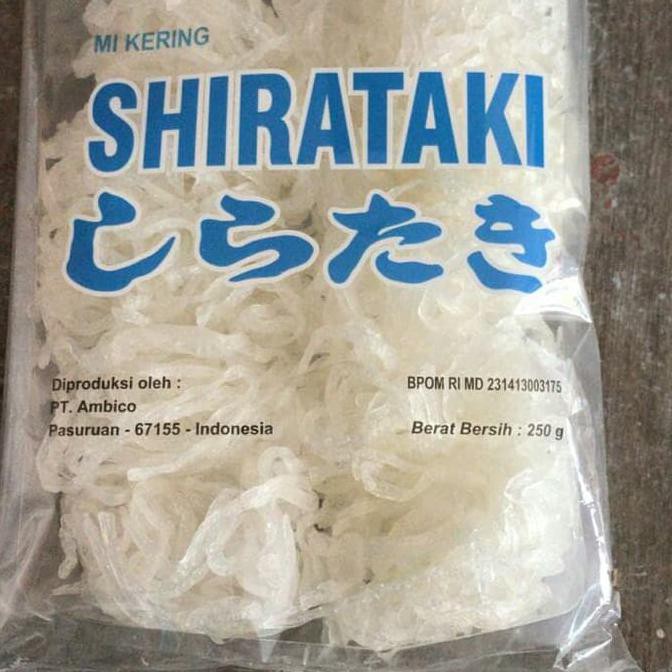 MI KERING
SHIRATAKI
しらたき
Diproduksi oleh :
PT. Ambico
Pasuruan - 67155 - Indonesia
BPOM RI MD 231413003175
Berat Bersih : 250 g